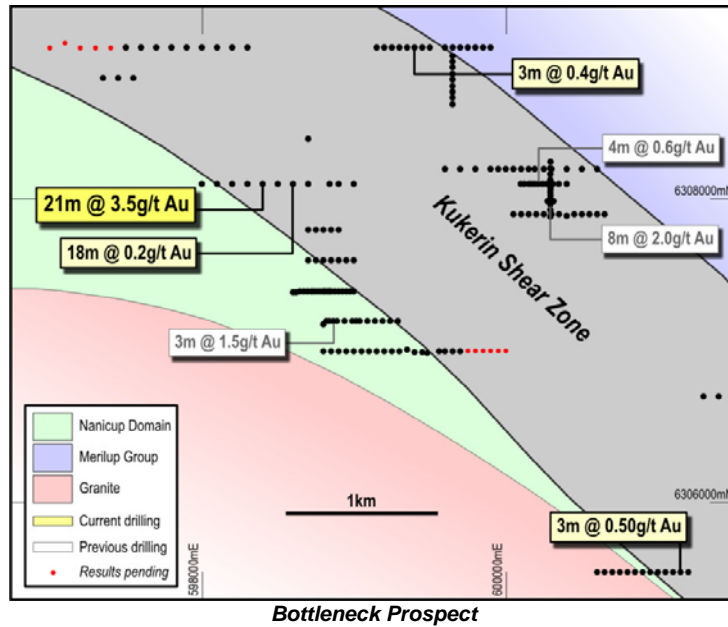 3m @ 0.4g/t Au
4m @ 0.6g/t Au
21m @ 3.5g/t Au
6308000mN
18m @ 0.2g/t Au
8m @ 2.0g/t Au
Kukerin Shear Zone
3m @ 1.5g/t Au
Nanicup Domain
Merilup Group
Granite
Current drilling
Previous drilling
Results pending
1km
6306000mN
3m @ 0.50g/t Au
598000mE
600000mE
Bottleneck Prospect